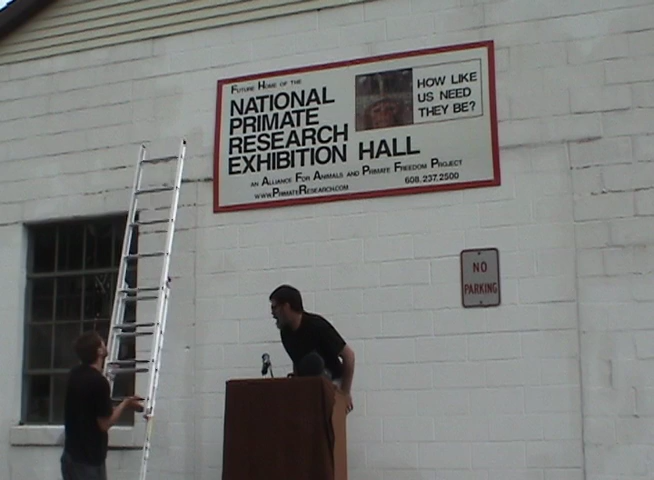 FUTURE HOME OF THE
NATIONAL
PRIMATE
RESEARCH
EXHIBITION HALL
HOW LIKE
US NEED
THEY BE?
AN ALLIANCE FOR ANIMALS AND PRIMATE FREEDOM PROJECT
WWW.PRIMATERESEARCH.COM
608.237.2500
NO
PARKING